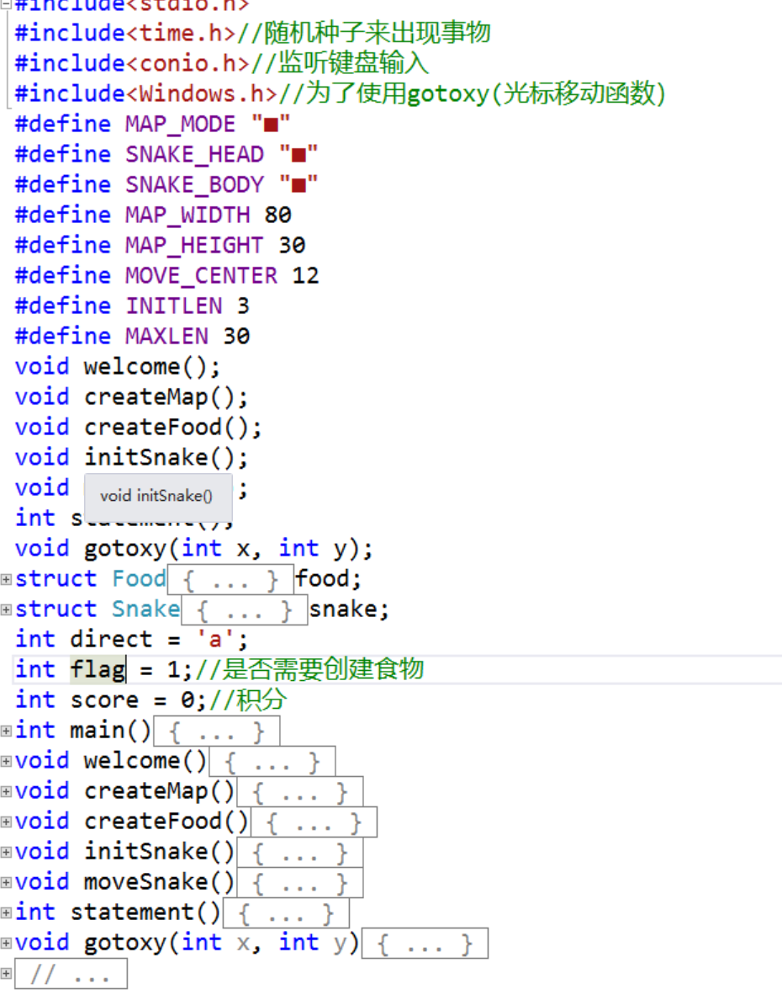 #include<stdio.h>
#include<time.h>//随机种子来出现事物
#include<conio.h>//监听键盘输入
#include<Windows.h>//为了使用gotoxy(光标移动函数)
#define MAP_MODE "■"
#define SNAKE_HEAD "■"
#define SNAKE_BODY "■"
#define MAP_WIDTH 80
#define MAP_HEIGHT 30
#define MOVE_CENTER 12
#define INITLEN 3
#define MAXLEN 30
void welcome();
void createMap();
void createFood();
void initSnake();
void ;
void initSnake()
int statement();
void gotoxy(int x, int y);
struct Food{ ... }food;
struct Snake{ ... }snake;
int direct = 'a';
int flag = 1;//是否需要创建食物
int score = 0;//积分
int main(){ ... }
void welcome(){ ... }
void createMap(){ ... }
void createFood(){ ... }
void initSnake(){ ... }
void moveSnake(){ ... }
int statement(){ ... }
void gotoxy(int x, int y){ ... }
// ...